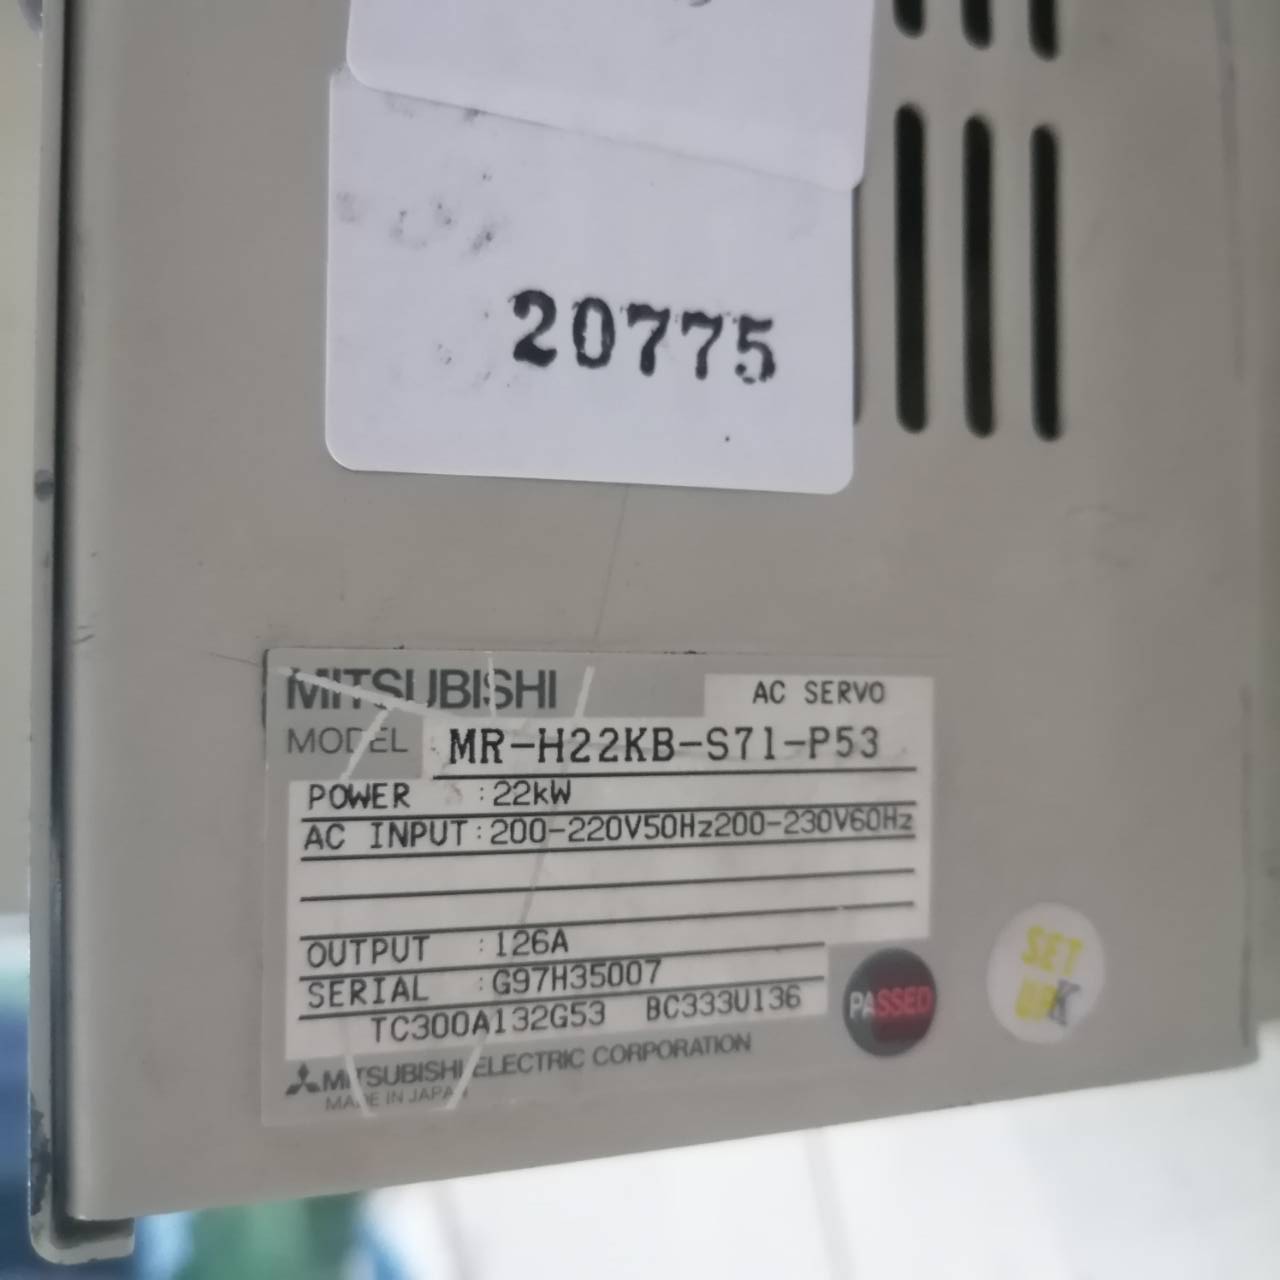 20775
MITSUBISHI
AC SERVO
MODEL MR-H22KB-S71-P53
POWER :22kW
AC INPUT:200-220V50Hz200-230V60Hz
OUTPUT :126A
SERIAL :G97H35007
TC300A132G53 BC333U136
PASSED
SET
MITSUBISHI ELECTRIC CORPORATION
MADE IN JAPAN